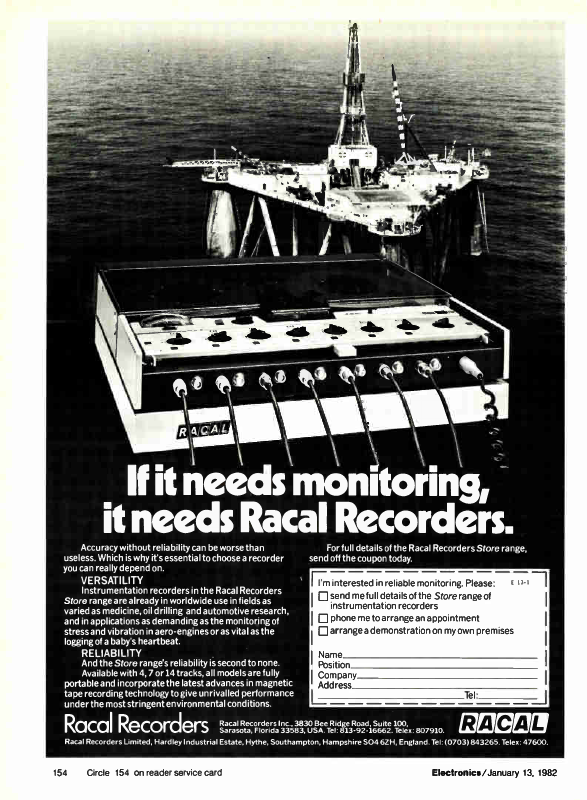 RACAL
If it needs monitoring,
it needs Racal Recorders.
Accuracy without reliability can be worse than
useless. Which is why it's essential to choose a recorder
you can really depend on.
VERSATILITY
Instrumentation recorders in the Racal Recorders
Store range are already in worldwide use in fields as
varied as medicine, oil drilling and automotive research,
and in applications as demanding as the monitoring of
stress and vibration in aero-engines or as vital as the
logging of a baby's heartbeat.
RELIABILITY
And the Store range's reliability is second to none.
Available with 4, 7 or 14 tracks, all models are fully
portable and incorporate the latest advances in magnetic
tape recording technology to give unrivalled performance
under the most stringent environmental conditions.
For full details of the Racal Recorders Store range,
send off the coupon today.
I'm interested in reliable monitoring. Please: E 13-1
send me full details of the Store range of
instrumentation recorders
phone me to arrange an appointment
arrange a demonstration on my own premises
Name
Position
Company
Address
Tel:
Racal Recorders
Racal Recorders Inc., 3830 Bee Ridge Road, Suite 100,
Sarasota, Florida 33583, USA. Tel: 813-92-16662. Telex: 807910.
RACAL
Racal Recorders Limited, Hardley Industrial Estate, Hythe, Southampton, Hampshire SO4 6ZH, England. Tel: (0703) 843265. Telex: 47600.
154 Circle 154 on reader service card Electronics/January 13, 1982